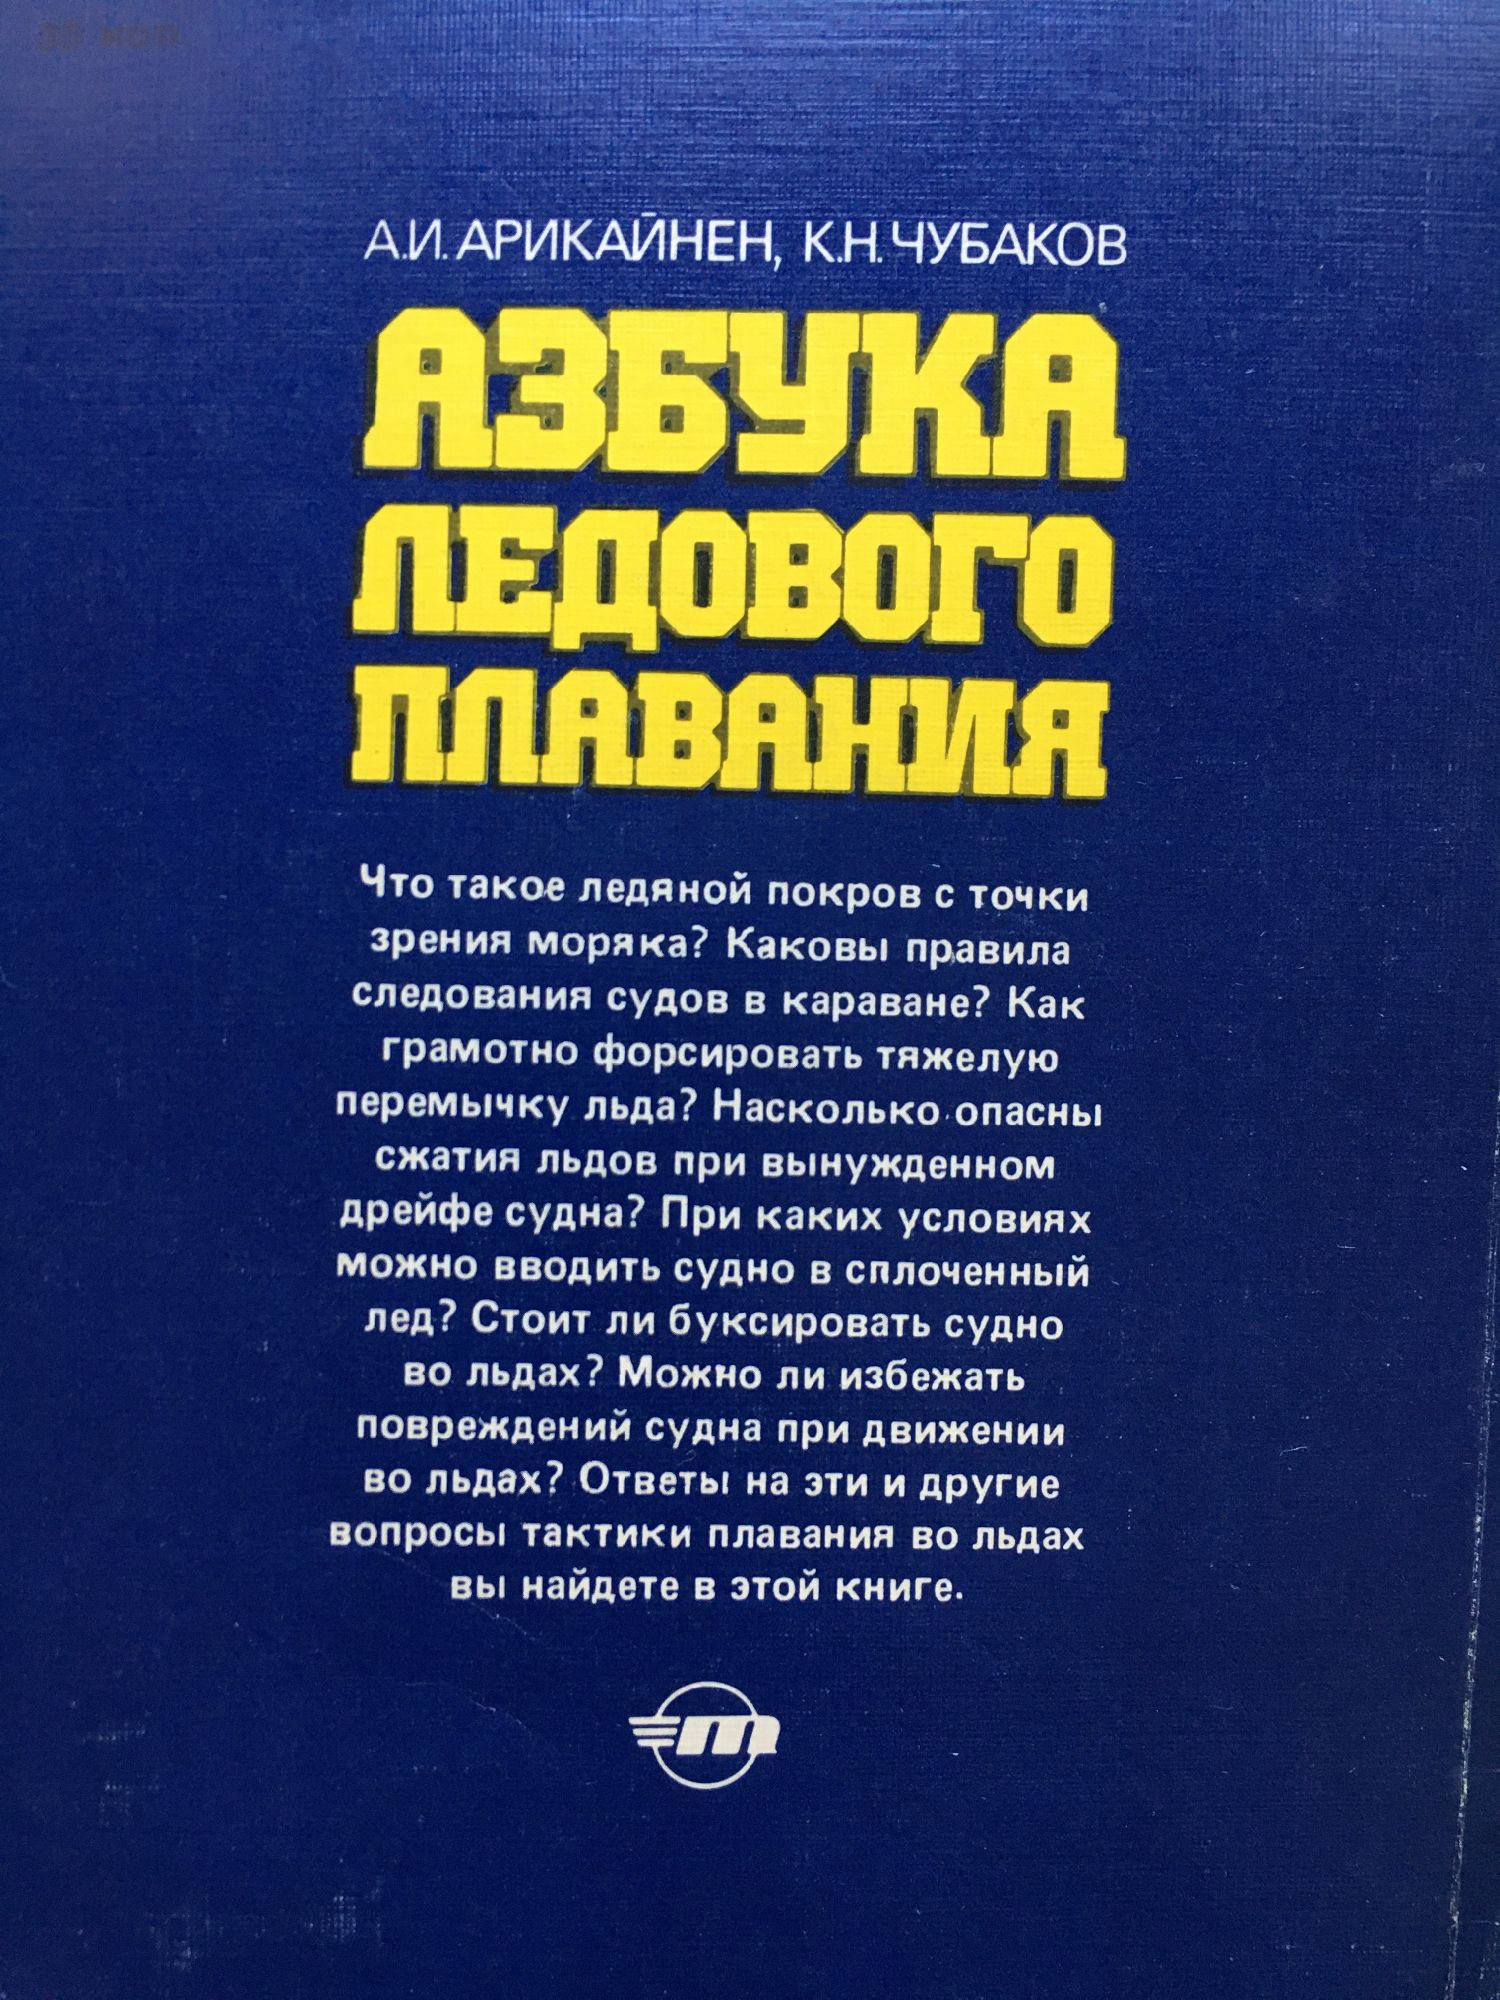 А.И. АРИКАЙНЕН, К.Н. ЧУБАКОВ
АЗБУКА
ЛЕДОВОГО
ПЛАВАНИЯ
Что такое ледяной покров с точки
зрения моряка? Каковы правила
следования судов в караване? Как
грамотно форсировать тяжелую
перемычку льда? Насколько опасны
сжатия льдов при вынужденном
дрейфе судна? При каких условиях
можно вводить судно в сплоченный
лед? Стоит ли буксировать судно
во льдах? Можно ли избежать
повреждений судна при движении
во льдах? Ответы на эти и другие
вопросы тактики плавания во льдах
вы найдете в этой книге.
т